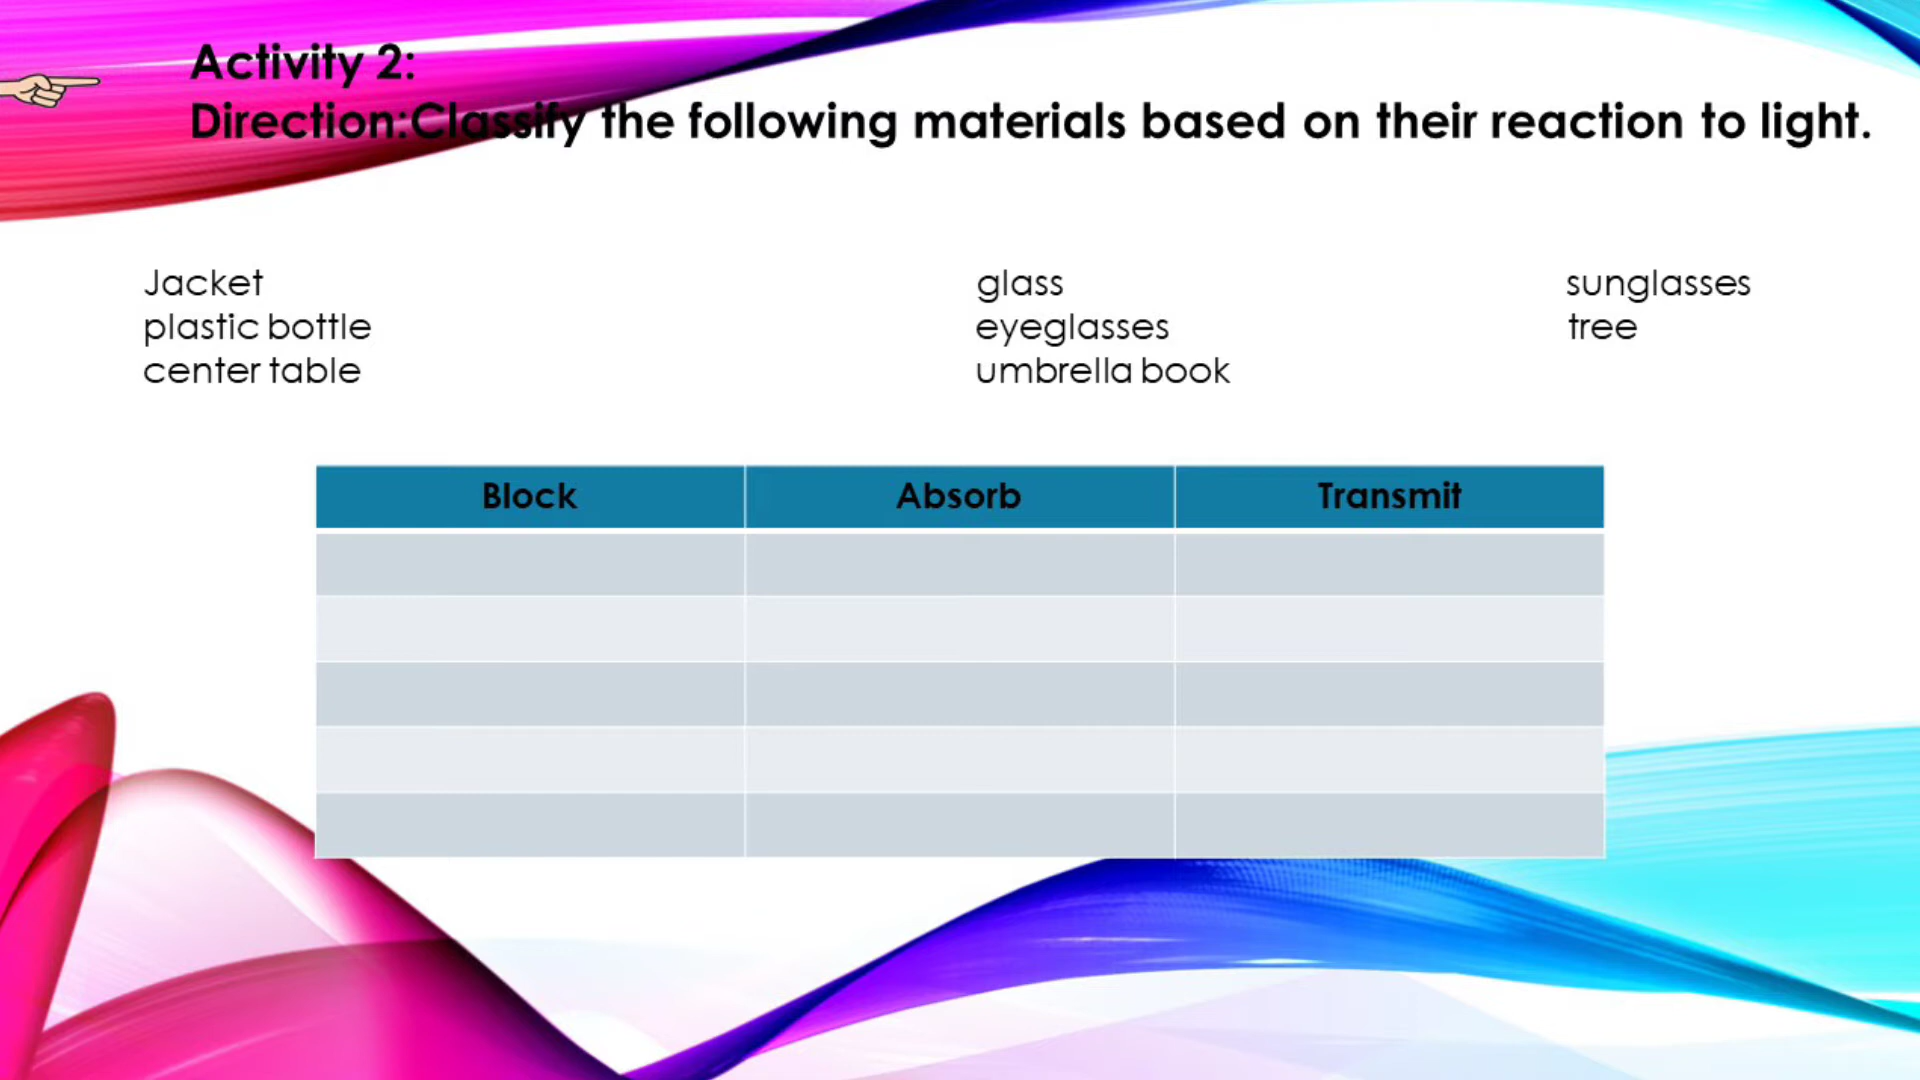 Activity 2:
Direction:Classify the following materials based on their reaction to light.
Jacket glass sunglasses
plastic bottle eyeglasses tree
center table umbrella book
Block Absorb Transmit